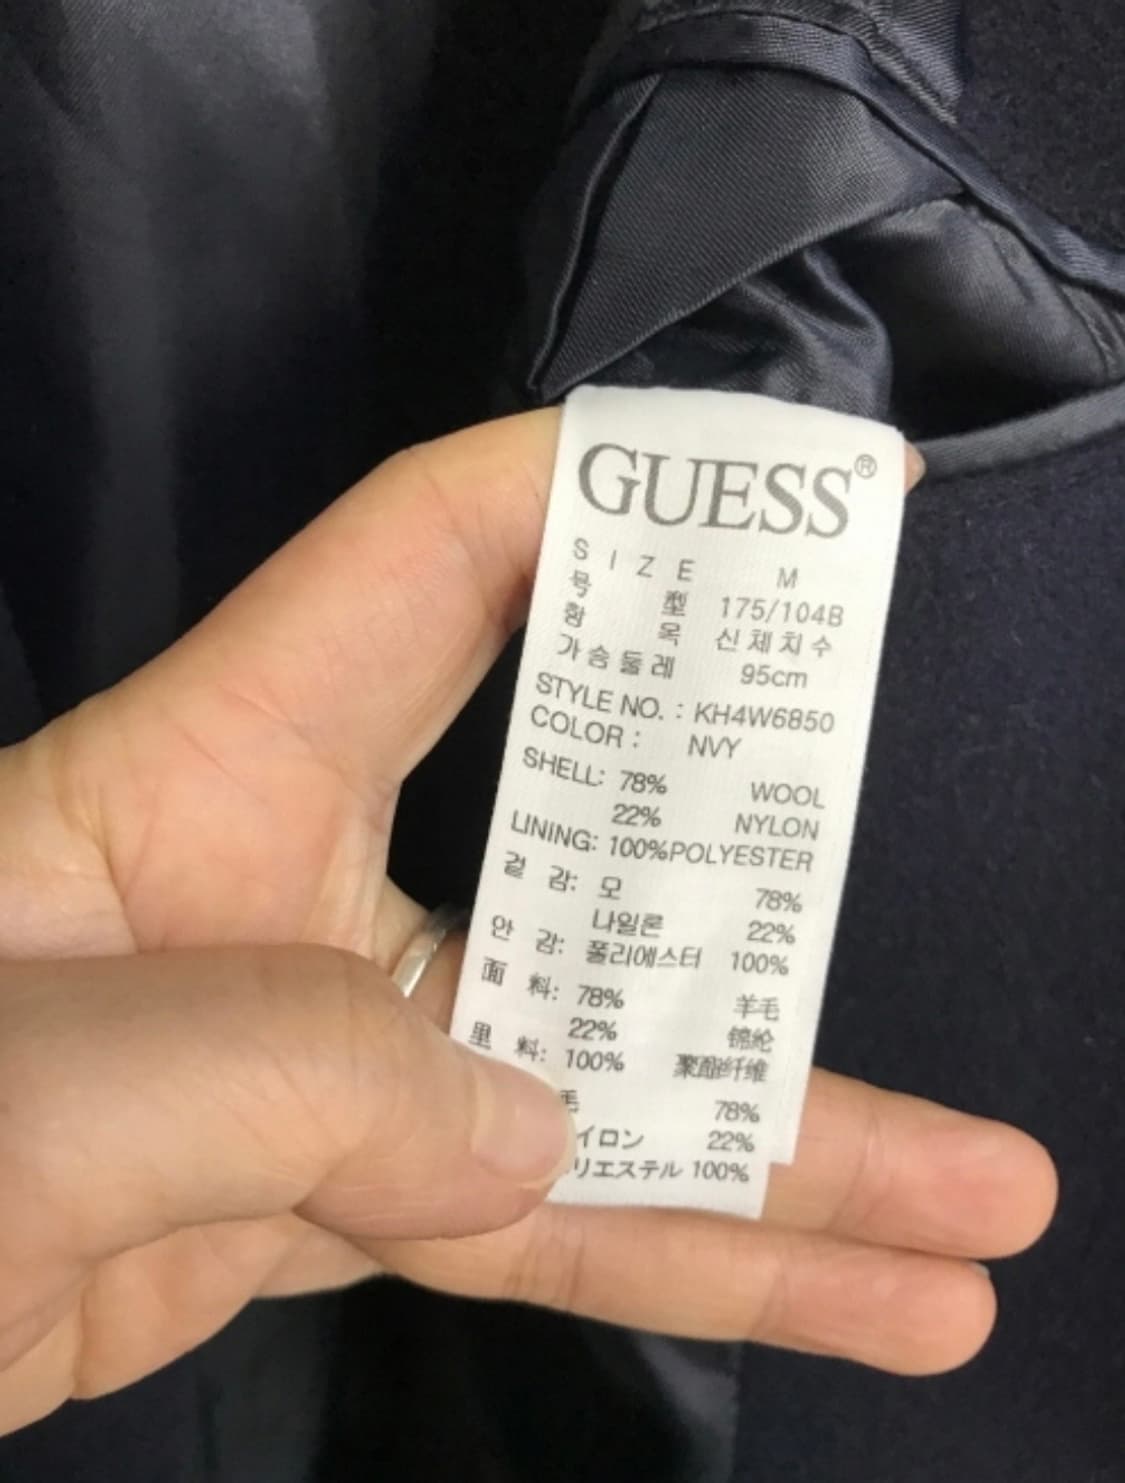 GUESS®
SIZE M
号型 175/104B
항목 신체치수
가슴둘레 95cm
STYLE NO. : KH4W6850
COLOR : NVY
SHELL: 78% WOOL
22% NYLON
LINING: 100%POLYESTER
겉감: 모 78%
나일론 22%
안감: 폴리에스터 100%
面料: 78% 羊毛
22% 锦纶
里料: 100% 聚酯纤维
毛 78%
イロン 22%
リエステル 100%